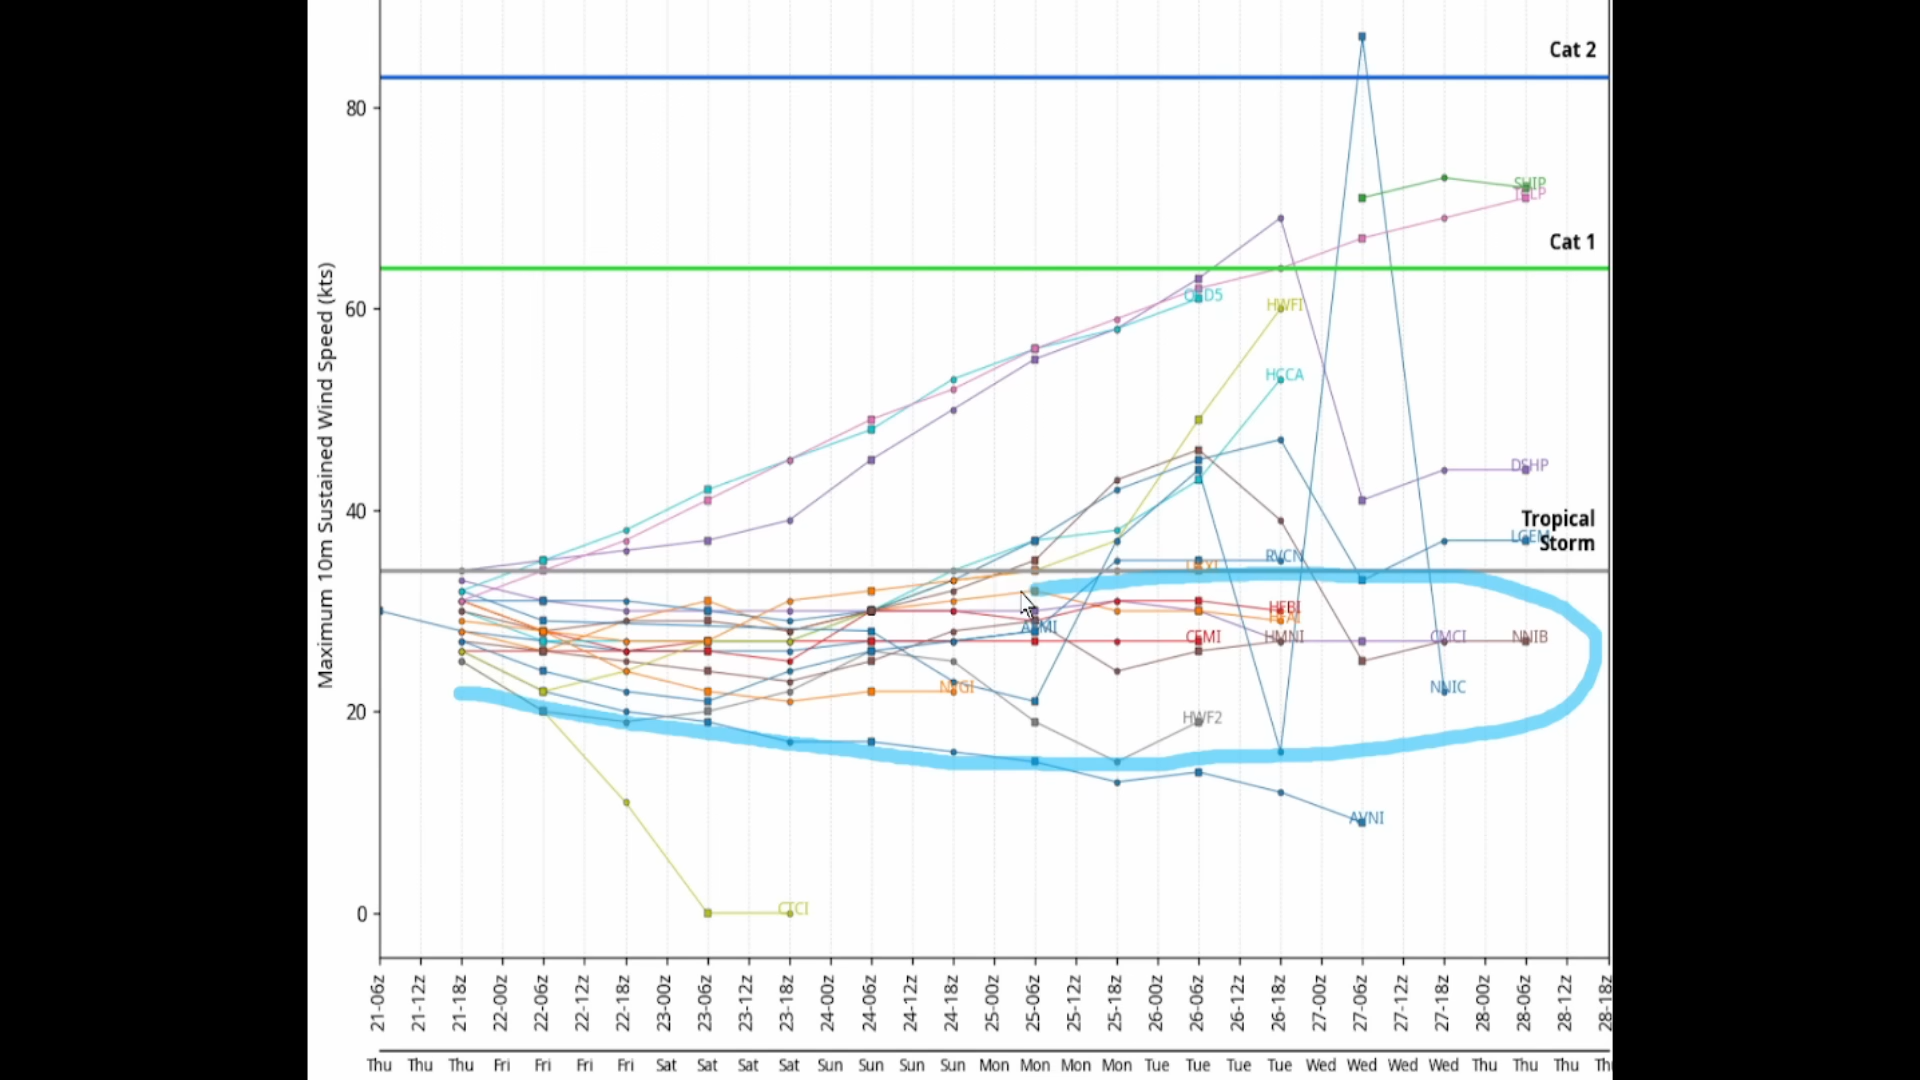 Cat 2
80
SHIP
Cat 1
60
HWFI
HCCA
DSHP
40
Tropical
Storm
RVCN
HFBI
AEMI
CEMI
HMNI
CMCI
NNIB
NNIC
20
HWF2
AVNI
CTCI
0
Maximum 10m Sustained Wind Speed (kts)
21-06z 21-12z 21-18z 22-00z 22-06z 22-12z 22-18z 23-00z 23-06z 23-12z 23-18z 24-00z 24-06z 24-12z 24-18z 25-00z 25-06z 25-12z 25-18z 26-00z 26-06z 26-12z 26-18z 27-00z 27-06z 27-12z 27-18z 28-00z 28-06z 28-12z 28-18z
Thu Thu Thu Fri Fri Fri Fri Sat Sat Sat Sat Sun Sun Sun Sun Mon Mon Mon Mon Tue Tue Tue Tue Wed Wed Wed Wed Thu Thu Thu